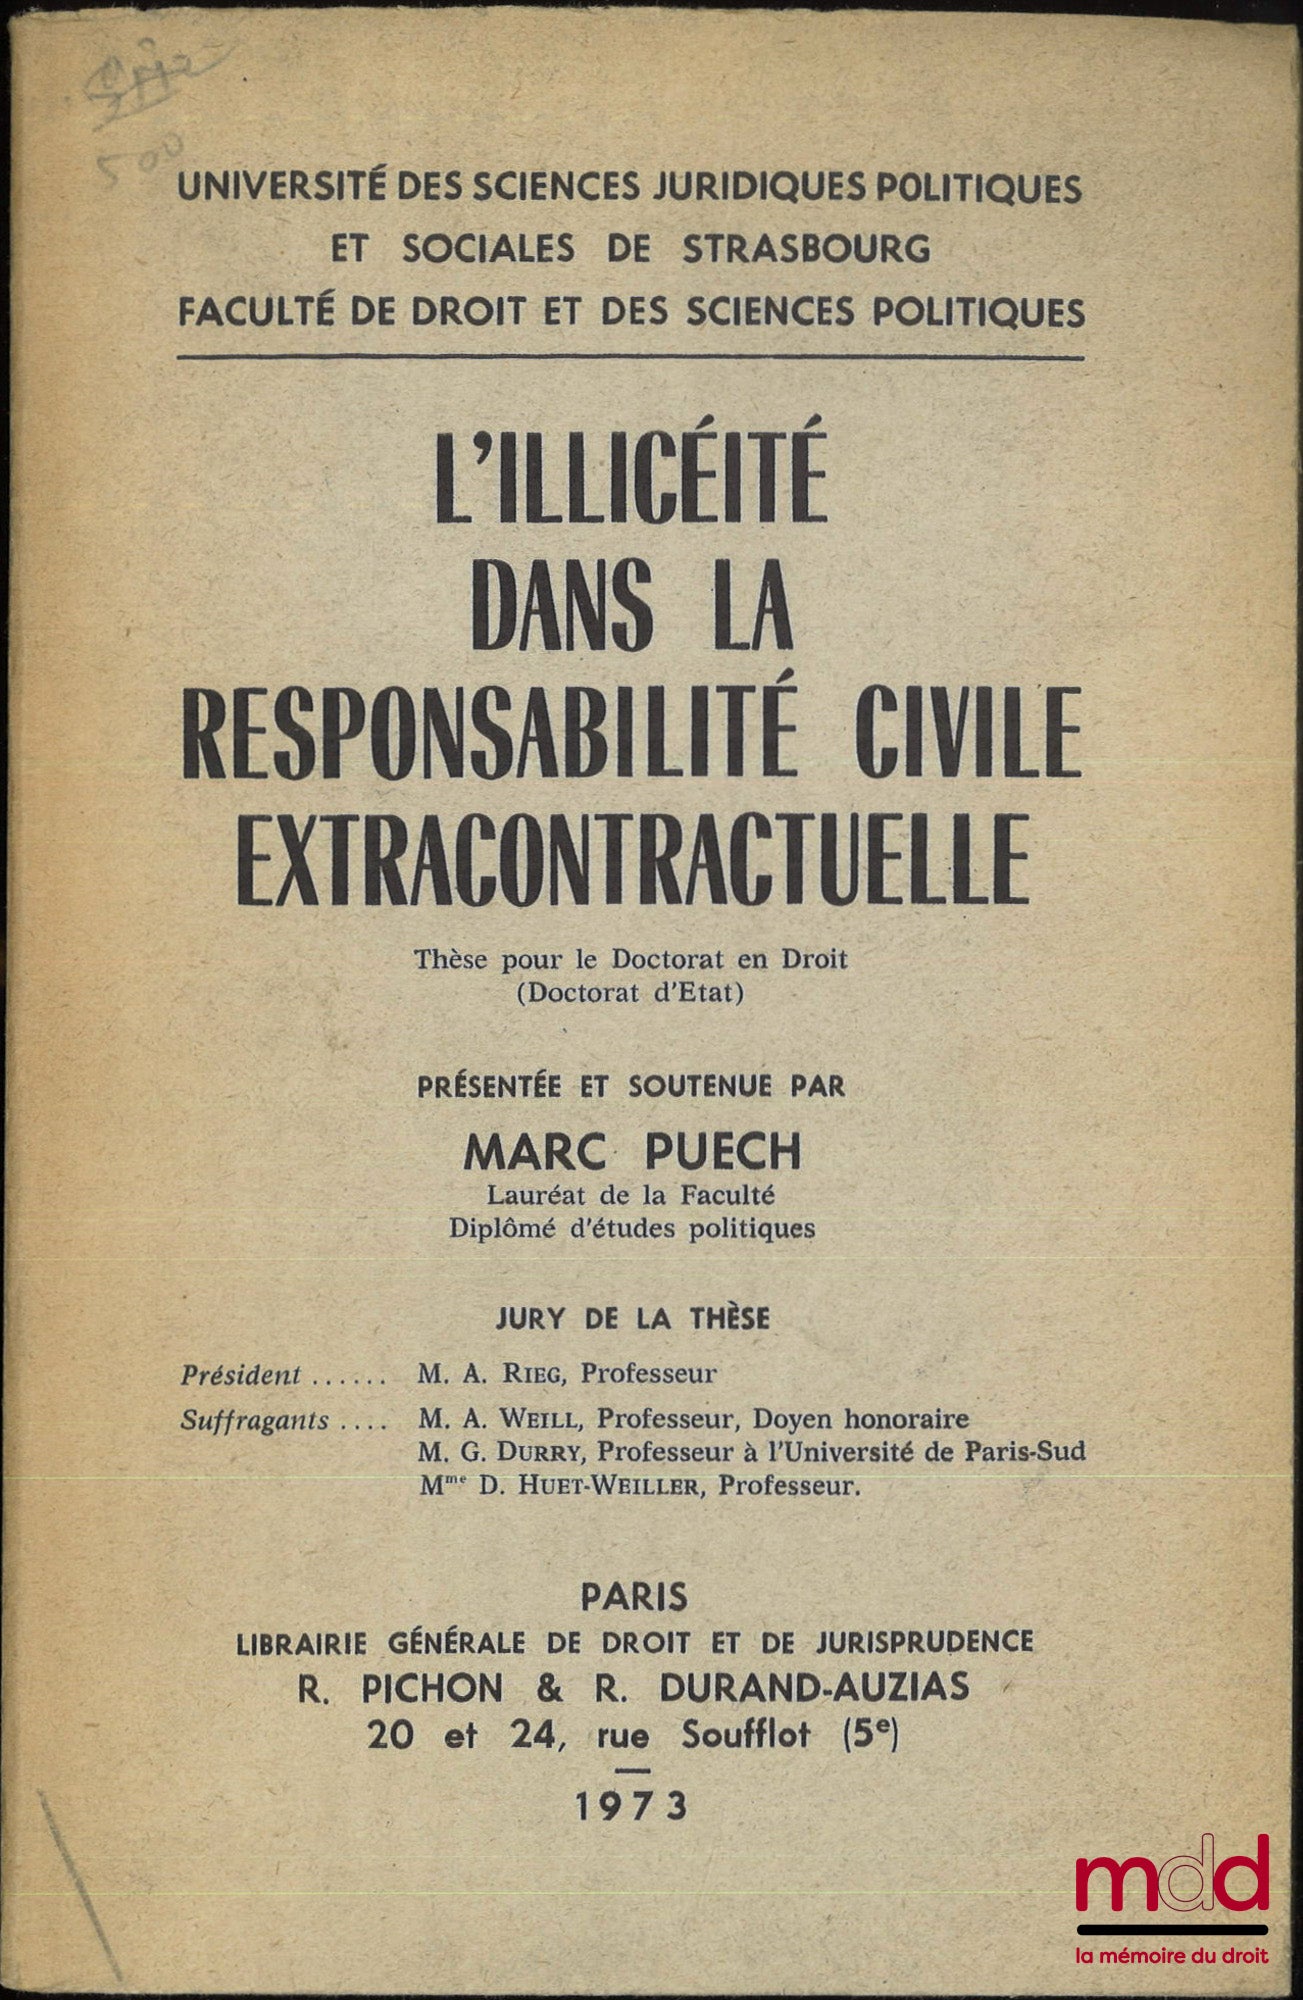 500
UNIVERSITÉ DES SCIENCES JURIDIQUES POLITIQUES
ET SOCIALES DE STRASBOURG
FACULTÉ DE DROIT ET DES SCIENCES POLITIQUES
L'ILLICÉITÉ
DANS LA
RESPONSABILITÉ CIVILE
EXTRACONTRACTUELLE
Thèse pour le Doctorat en Droit
(Doctorat d'Etat)
PRÉSENTÉE ET SOUTENUE PAR
MARC PUECH
Lauréat de la Faculté
Diplômé d'études politiques
JURY DE LA THÈSE
Président ...... M. A. RIEG, Professeur
Suffragants .... M. A. WEILL, Professeur, Doyen honoraire
M. G. DURRY, Professeur à l'Université de Paris-Sud
Mme D. HUET-WEILLER, Professeur.
PARIS
LIBRAIRIE GÉNÉRALE DE DROIT ET DE JURISPRUDENCE
R. PICHON & R. DURAND-AUZIAS
20 et 24, rue Soufflot (5e)
1973
mdd
la mémoire du droit